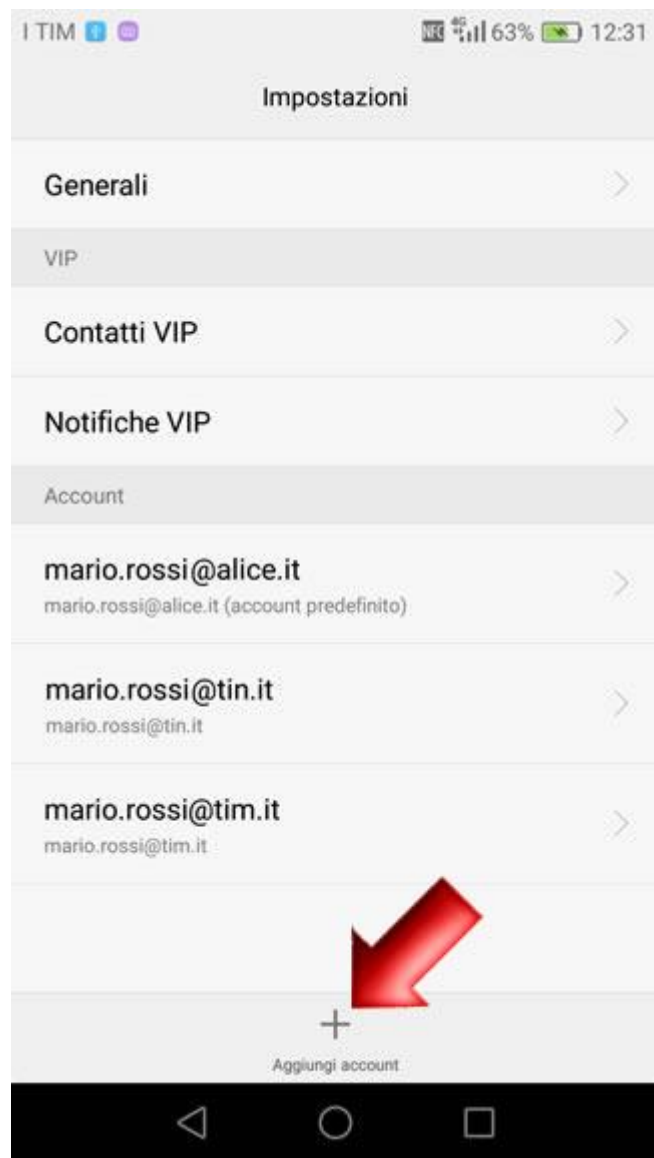 I TIM NFC 4G 63% 12:31
Impostazioni
Generali
VIP
Contatti VIP
Notifiche VIP
Account
mario.rossi@alice.it
mario.rossi@alice.it (account predefinito)
mario.rossi@tin.it
mario.rossi@tin.it
mario.rossi@tim.it
mario.rossi@tim.it
Aggiungi account